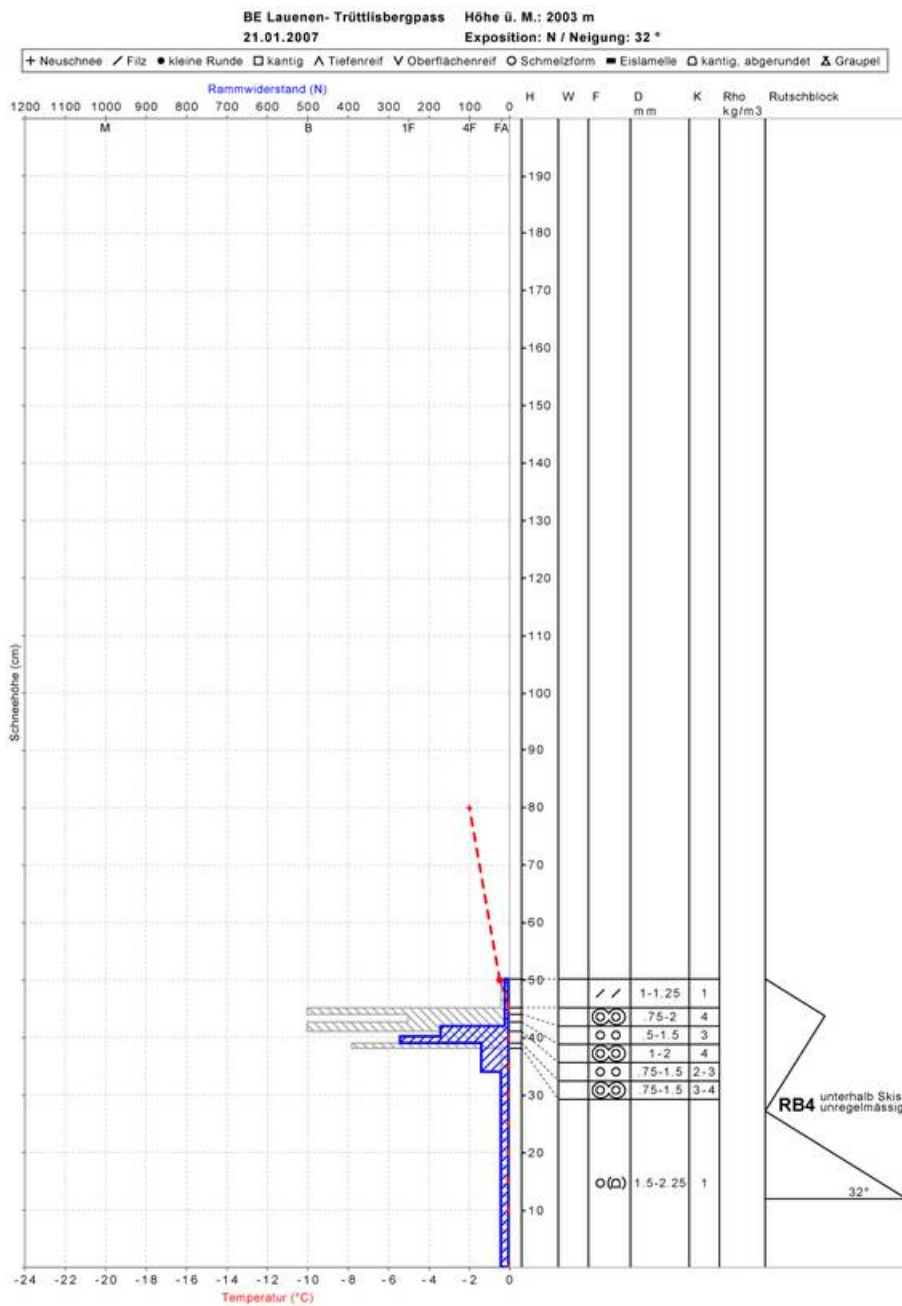 BE Lauenen- Trüttlisbergpass Höhe ü. M.: 2003 m
21.01.2007 Exposition: N / Neigung: 32 °
+ Neuschnee / Filz ● kleine Runde □ kantig ∧ Tiefenreif V Oberflächenreif O Schmelzform ▬ Eislamelle kantig, abgerundet Graupel
Rammwiderstand (N) H W F D K Rho Rutschblock
1200 1100 1000 900 800 700 600 500 400 300 200 100 0 mm kg/m3
M B 1F 4F FA
190
180
170
160
150
140
130
120
110
Schneehöhe (cm)
100
90
80
70
60
50
/ / 1-1.25 1
.75-2 4
40 .5-1.5 3
1-2 4
.75-1.5 2-3
30 .75-1.5 3-4
RB4 unterhalb Skis
unregelmässig
20
1.5-2.25 1
32°
10
-24 -22 -20 -18 -16 -14 -12 -10 -8 -6 -4 -2 0
Temperatur (°C)